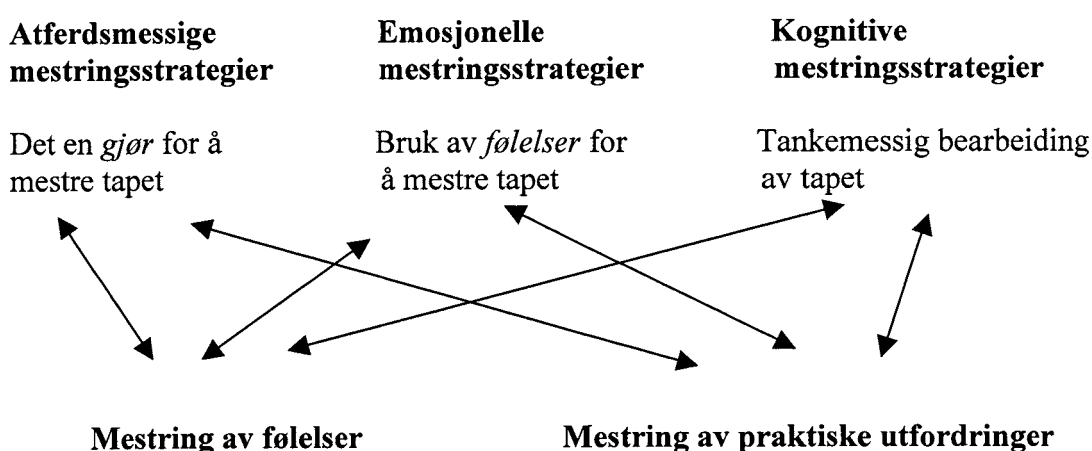 Atferdsmessige
mestringsstrategier
Det en gjør for å
mestre tapet
Emosjonelle
mestringsstrategier
Bruk av følelser for
å mestre tapet
Kognitive
mestringsstrategier
Tankemessig bearbeiding
av tapet
Mestring av følelser
Mestring av praktiske utfordringer